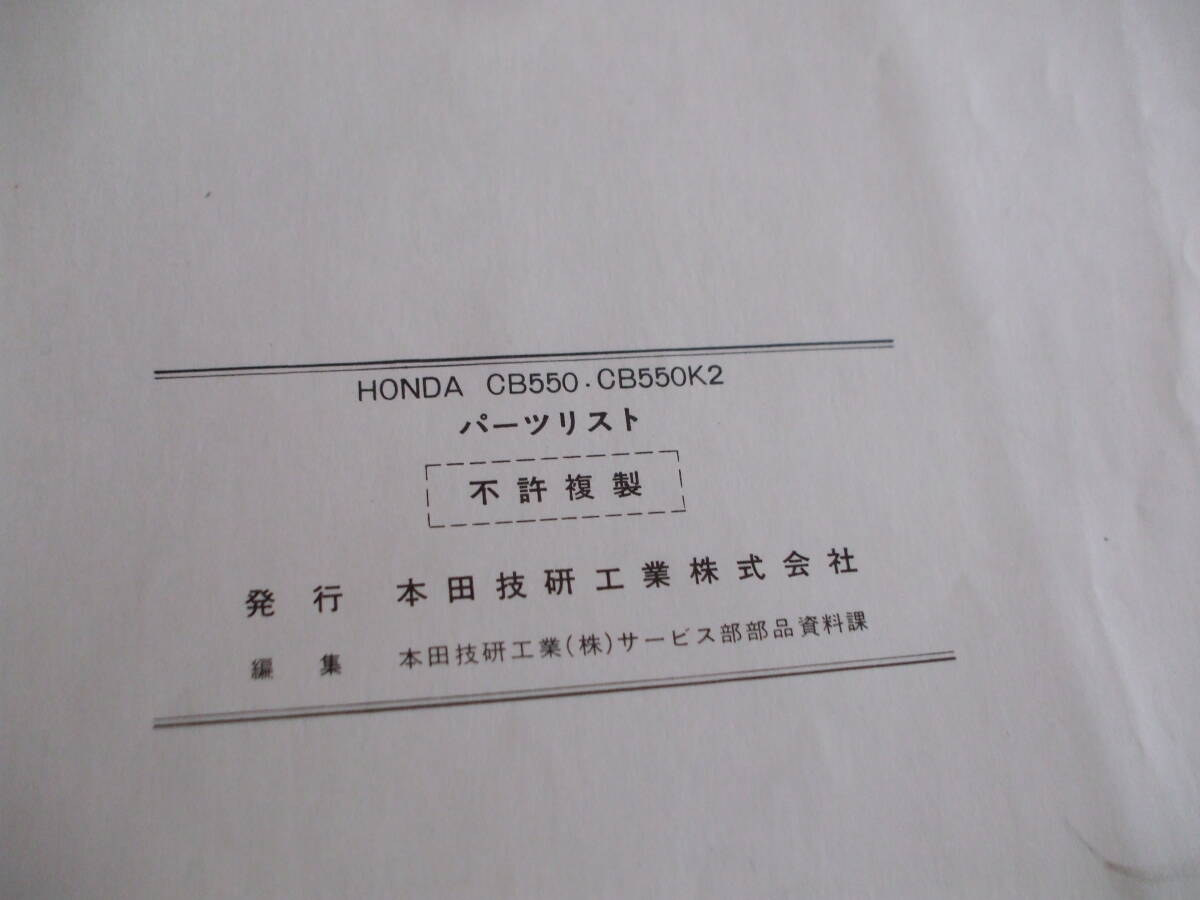 HONDA CB550・CB550K2
パーツリスト
不許複製
発行 本田技研工業株式会社
編集 本田技研工業(株)サービス部部品資料課